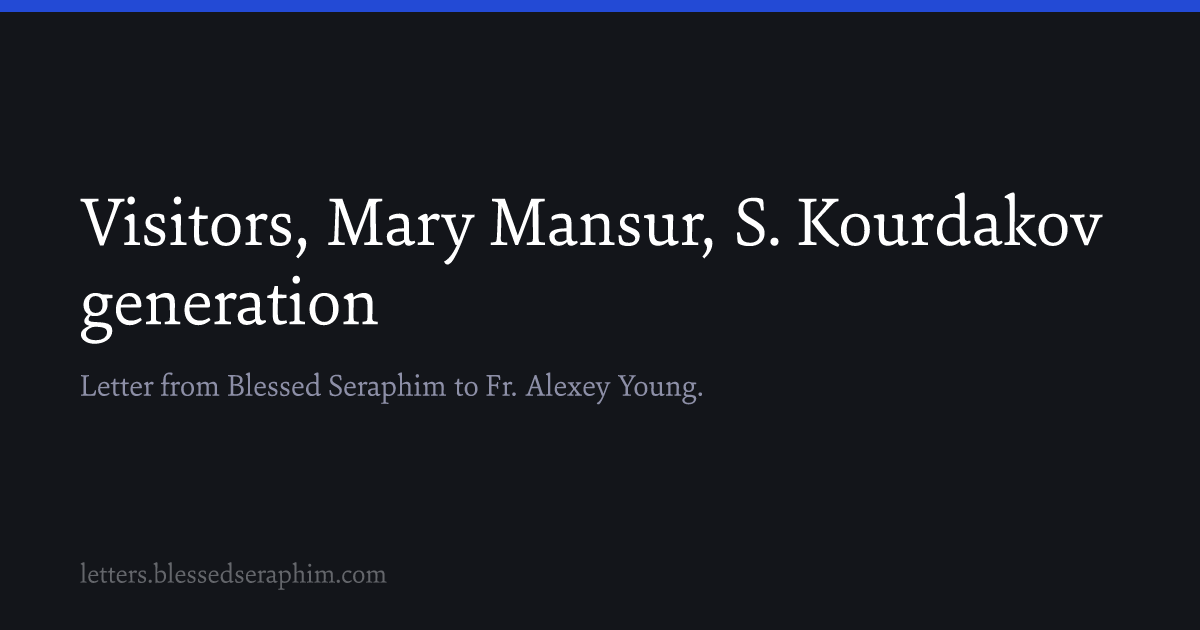 Visitors, Mary Mansur, S. Kourdakov
generation
Letter from Blessed Seraphim to Fr. Alexey Young.
letters.blessedseraphim.com